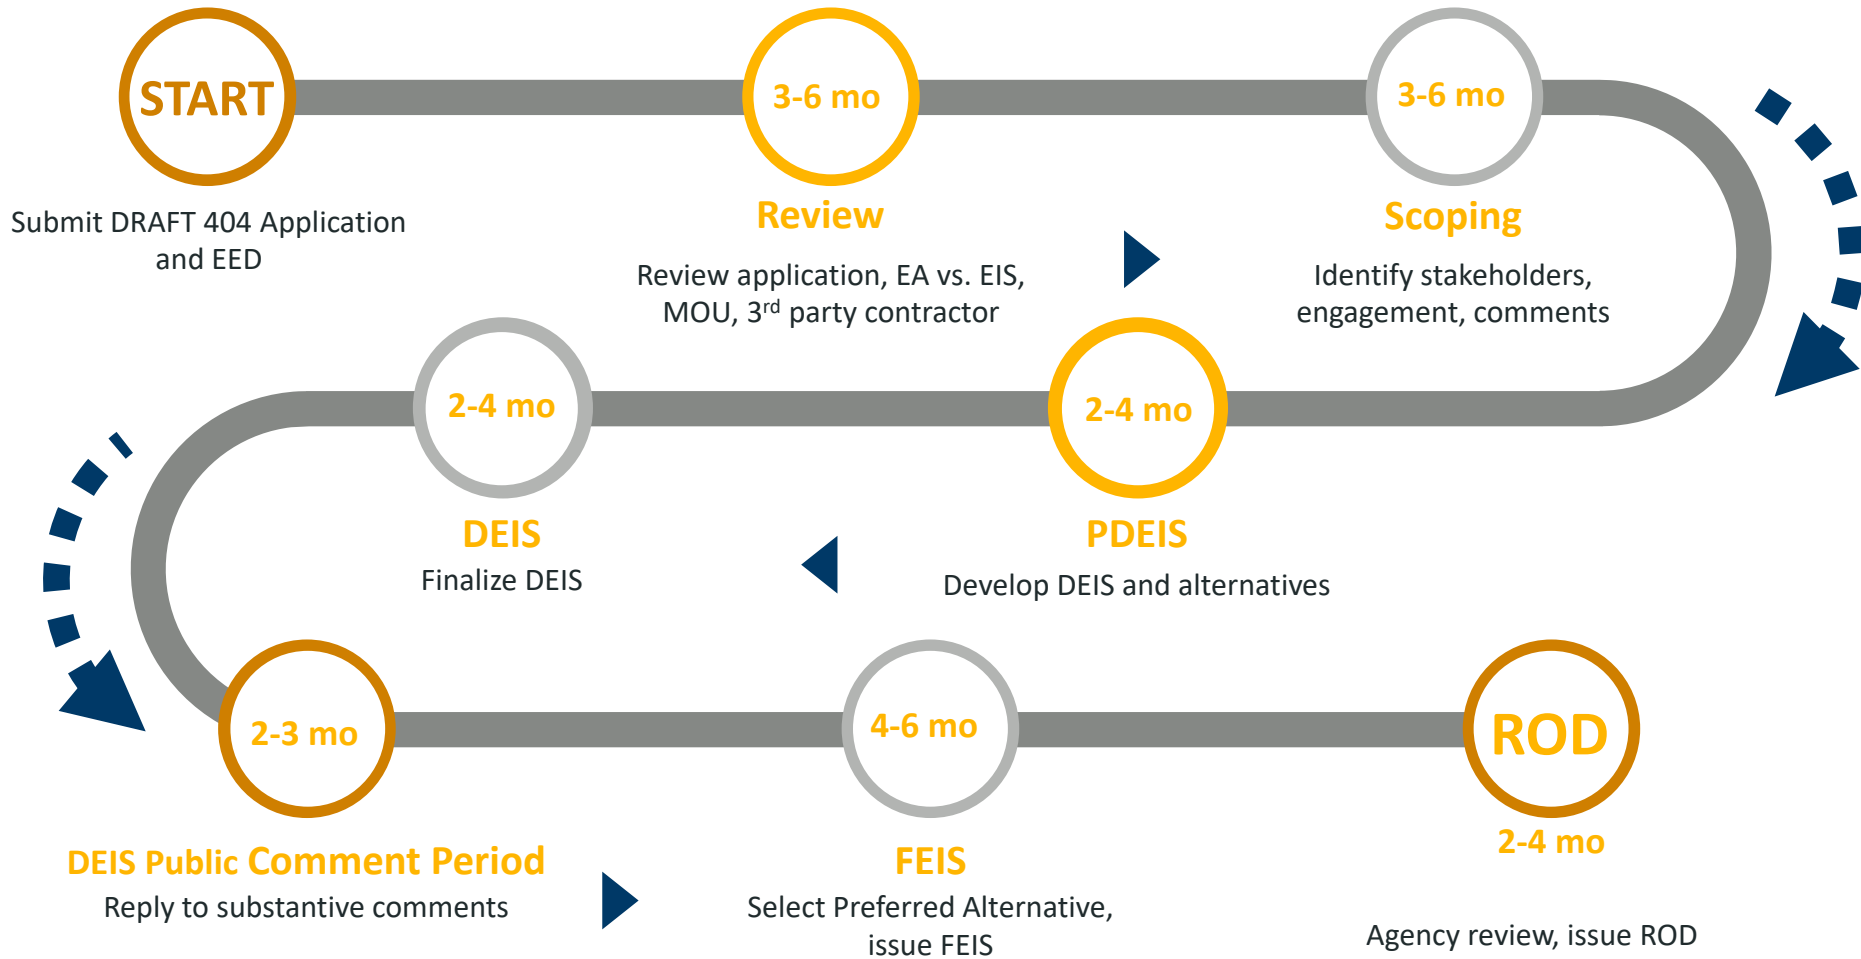 START
Submit DRAFT 404 Application
and EED
3-6 mo
Review
Review application, EA vs. EIS,
MOU, 3rd party contractor
3-6 mo
Scoping
Identify stakeholders,
engagement, comments
2-4 mo
PDEIS
Develop DEIS and alternatives
2-4 mo
DEIS
Finalize DEIS
2-3 mo
DEIS Public Comment Period
Reply to substantive comments
4-6 mo
FEIS
Select Preferred Alternative,
issue FEIS
ROD
2-4 mo
Agency review, issue ROD